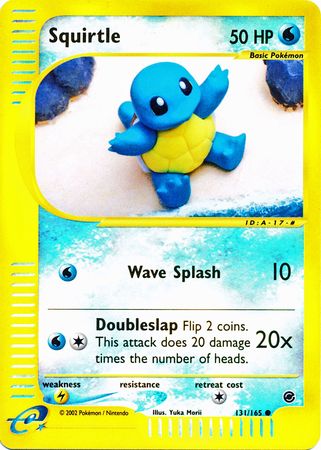 Squirtle 50 HP
Basic Pokémon
ID:A-17-#
Wave Splash 10
Doubleslap Flip 2 coins.
This attack does 20 damage 20x
times the number of heads.
weakness resistance retreat cost
e
© 2002 Pokémon / Nintendo Illus. Yuka Morii 131/165